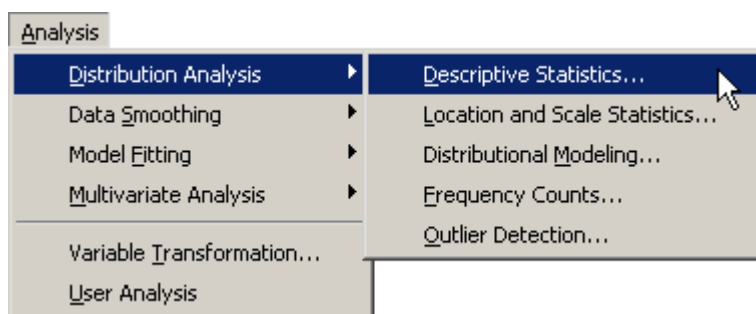 Analysis
Distribution Analysis
Data Smoothing
Model Fitting
Multivariate Analysis
Variable Transformation...
User Analysis
Descriptive Statistics...
Location and Scale Statistics...
Distributional Modeling...
Frequency Counts...
Outlier Detection...